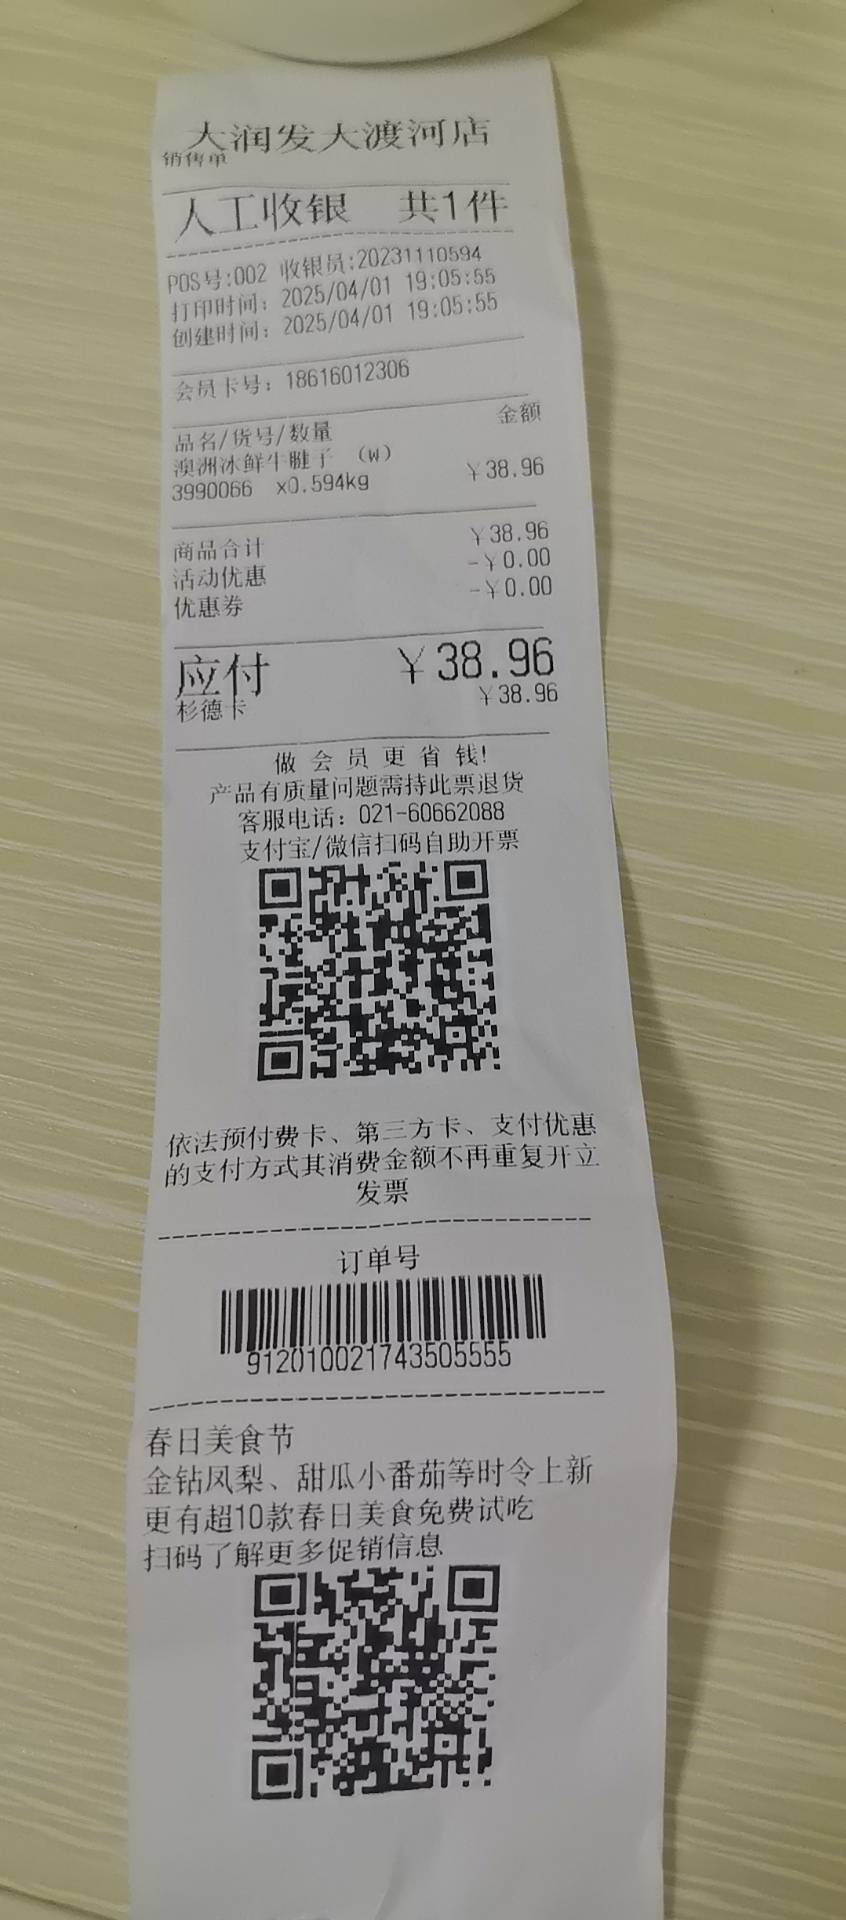 大润发大渡河店
销售单
人工收银 共1件
POS号:002 收银员:20231110594
打印时间: 2025/04/01 19:05:55
创建时间: 2025/04/01 19:05:55
会员卡号: 18616012306
品名/货号/数量 金额
澳洲冰鲜牛腱子 (W)
3990066 x0.594kg ¥38.96
商品合计 ¥38.96
活动优惠 -¥0.00
优惠券 -¥0.00
应付 ¥38.96
杉德卡 ¥38.96
做会员更省钱!
产品有质量问题需持此票退货
客服电话: 021-60662088
支付宝/微信扫码自助开票
依法预付费卡、第三方卡、支付优惠
的支付方式其消费金额不再重复开立
发票
订单号
912010021743505555
春日美食节
金钻凤梨、甜瓜小番茄等时令上新
更有超10款春日美食免费试吃
扫码了解更多促销信息